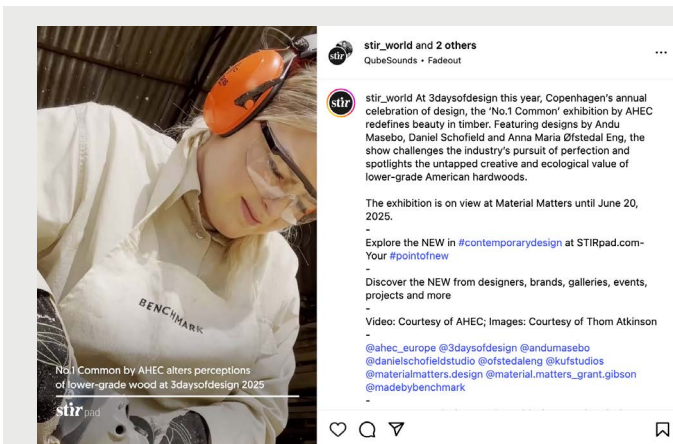 BENCHMARK
No.1 Common by AHEC alters perceptions
of lower-grade wood at 3daysofdesign 2025
stir pad
stir
stir_world and 2 others
QubeSounds • Fadeout
stir
stir_world At 3daysofdesign this year, Copenhagen's annual
celebration of design, the 'No.1 Common' exhibition by AHEC
redefines beauty in timber. Featuring designs by Andu
Masebo, Daniel Schofield and Anna Maria Øfstedal Eng, the
show challenges the industry's pursuit of perfection and
spotlights the untapped creative and ecological value of
lower-grade American hardwoods.
The exhibition is on view at Material Matters until June 20,
2025.
-
Explore the NEW in #contemporarydesign at STIRpad.com-
Your #pointofnew
-
Discover the NEW from designers, brands, galleries, events,
projects and more
-
Video: Courtesy of AHEC; Images: Courtesy of Thom Atkinson
-
@ahec_europe @3daysofdesign @andumasebo
@danielschofieldstudio @ofstedaleng @kufstudios
@materialmatters.design @material.matters_grant.gibson
@madebybenchmark
-